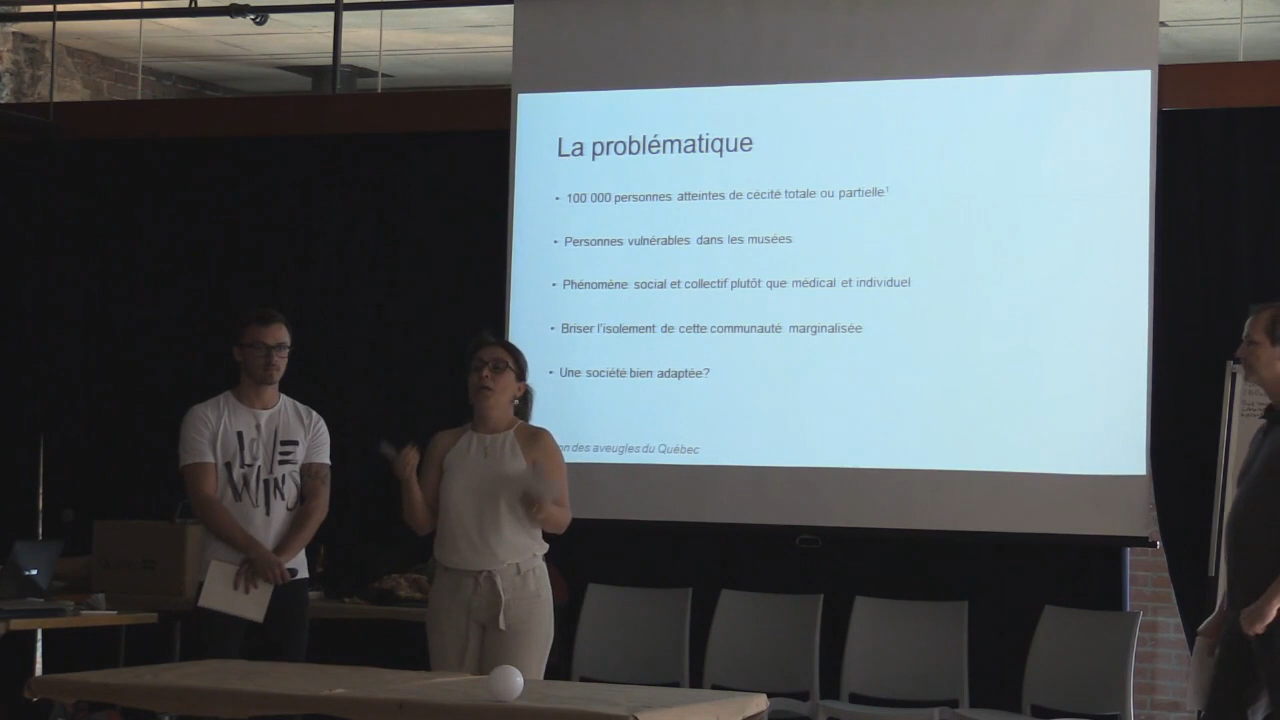 La problématique
• 100 000 personnes atteintes de cécité totale ou partielle¹
• Personnes vulnérables dans les musées
• Phénomène social et collectif plutôt que médical et individuel
• Briser l'isolement de cette communauté marginalisée
• Une société bien adaptée?
des aveugles du Québec
LOVE
WINS